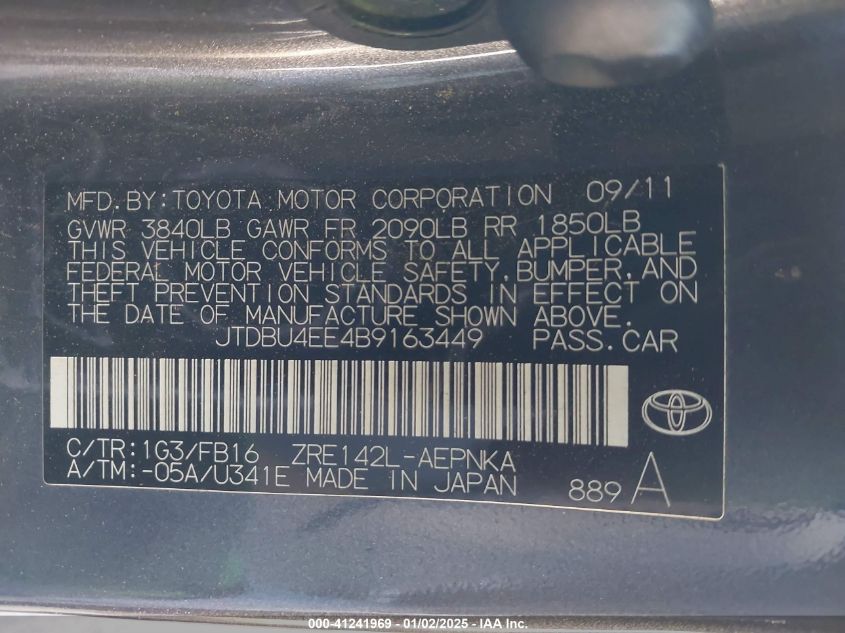 MFD.BY:TOYOTA MOTOR CORPORATION 09/11
GVWR 3840LB GAWR FR 2090LB RR 1850LB
THIS VEHICLE CONFORMS TO ALL APPLICABLE
FEDERAL MOTOR VEHICLE SAFETY,BUMPER,AND
THEFT PREVENTION STANDARDS IN EFFECT ON
THE DATE OF MANUFACTURE SHOWN ABOVE.
JTDBU4EE4B9163449 PASS.CAR
C/TR:1G3/FB16 ZRE142L-AEPNKA
A/TM:-05A/U341E MADE IN JAPAN 889 A
000-41241969 - 01/02/2025 - IAA, Inc.